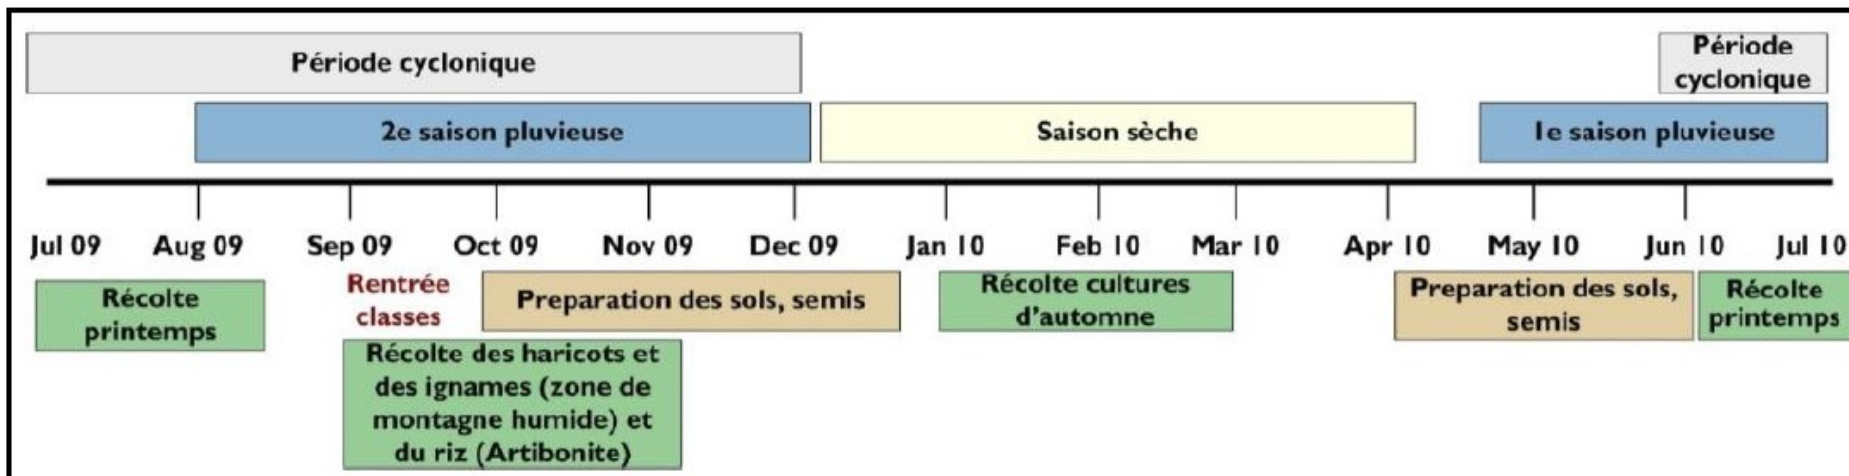 Période cyclonique
Période
cyclonique
2e saison pluvieuse
Saison sèche
1e saison pluvieuse
Jul 09
Aug 09
Sep 09
Oct 09
Nov 09
Dec 09
Jan 10
Feb 10
Mar 10
Apr 10
May 10
Jun 10
Jul 10
Récolte
printemps
Rentrée
classes
Preparation des sols, semis
Récolte cultures
d'automne
Preparation des sols,
semis
Récolte
printemps
Récolte des haricots et
des ignames (zone de
montagne humide) et
du riz (Artibonite)